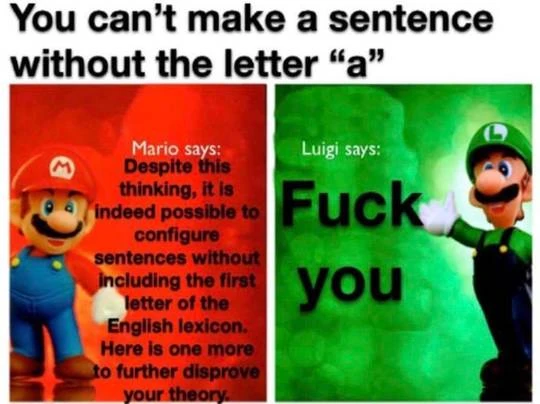 You can't make a sentence
without the letter “a”
Mario says:
Despite this
thinking, it is
indeed possible to
configure
sentences without
including the first
letter of the
English lexicon.
Here is one more
to further disprove
your theory.
Luigi says:
Fuck
you
M
L